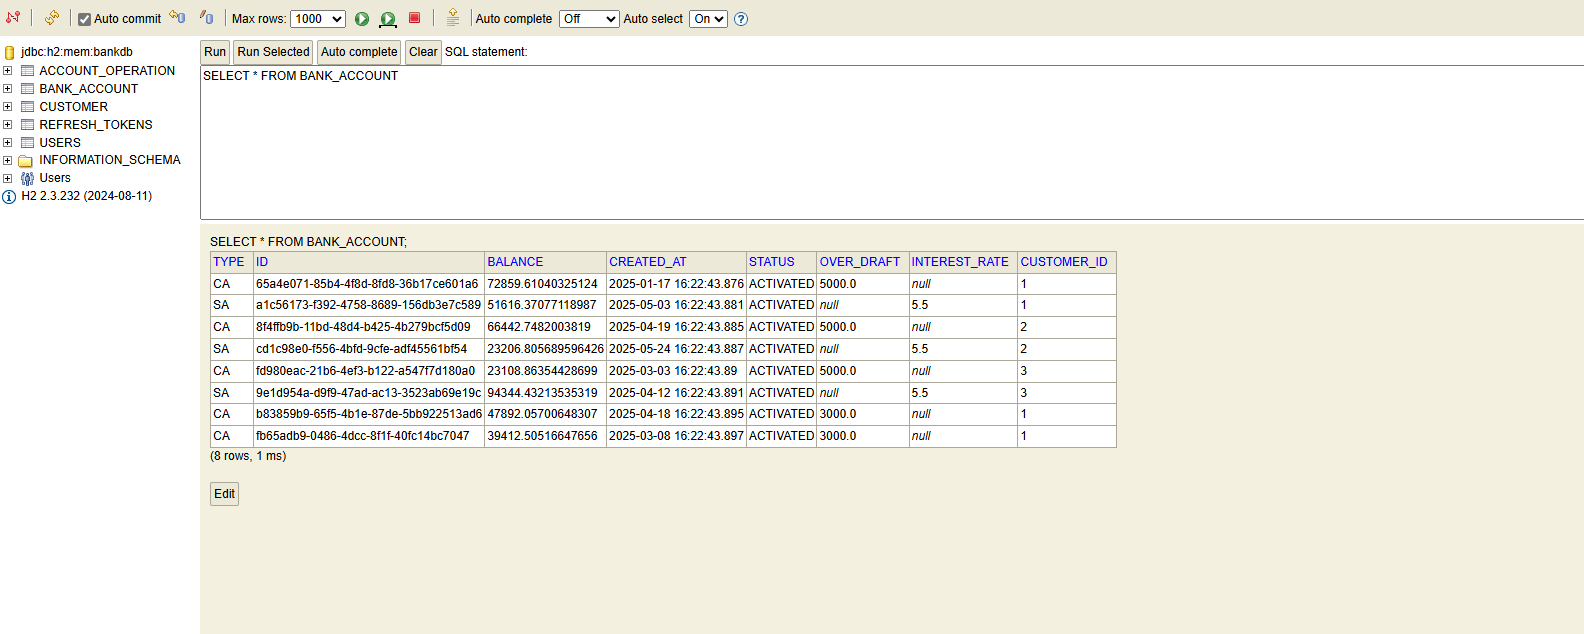 Auto commit Max rows: 1000 Auto complete Off Auto select On
jdbc:h2:mem:bankdb
ACCOUNT_OPERATION
BANK_ACCOUNT
CUSTOMER
REFRESH_TOKENS
USERS
INFORMATION_SCHEMA
Users
H2 2.3.232 (2024-08-11)
Run Run Selected Auto complete Clear SQL statement:
SELECT * FROM BANK_ACCOUNT
SELECT * FROM BANK_ACCOUNT;
TYPE ID BALANCE CREATED_AT STATUS OVER_DRAFT INTEREST_RATE CUSTOMER_ID
CA 65a4e071-85b4-4f8d-8fd8-36b17ce601a6 72859.61040325124 2025-01-17 16:22:43.876 ACTIVATED 5000.0 null 1
SA a1c56173-f392-4758-8689-156db3e7c589 51616.37077118987 2025-05-03 16:22:43.881 ACTIVATED null 5.5 1
CA 8f4ffb9b-11bd-48d4-b425-4b279bcf5d09 66442.7482003819 2025-04-19 16:22:43.885 ACTIVATED 5000.0 null 2
SA cd1c98e0-f556-4bfd-9cfe-adf45561bf54 23206.805689596426 2025-05-24 16:22:43.887 ACTIVATED null 5.5 2
CA fd980eac-21b6-4ef3-b122-a547f7d180a0 23108.86354428699 2025-03-03 16:22:43.89 ACTIVATED 5000.0 null 3
SA 9e1d954a-d9f9-47ad-ac13-3523ab69e19c 94344.43213535319 2025-04-12 16:22:43.891 ACTIVATED null 5.5 3
CA b83859b9-65f5-4b1e-87de-5bb922513ad6 47892.05700648307 2025-04-18 16:22:43.895 ACTIVATED 3000.0 null 1
CA fb65adb9-0486-4dcc-8f1f-40fc14bc7047 39412.50516647656 2025-03-08 16:22:43.897 ACTIVATED 3000.0 null 1
(8 rows, 1 ms)
Edit